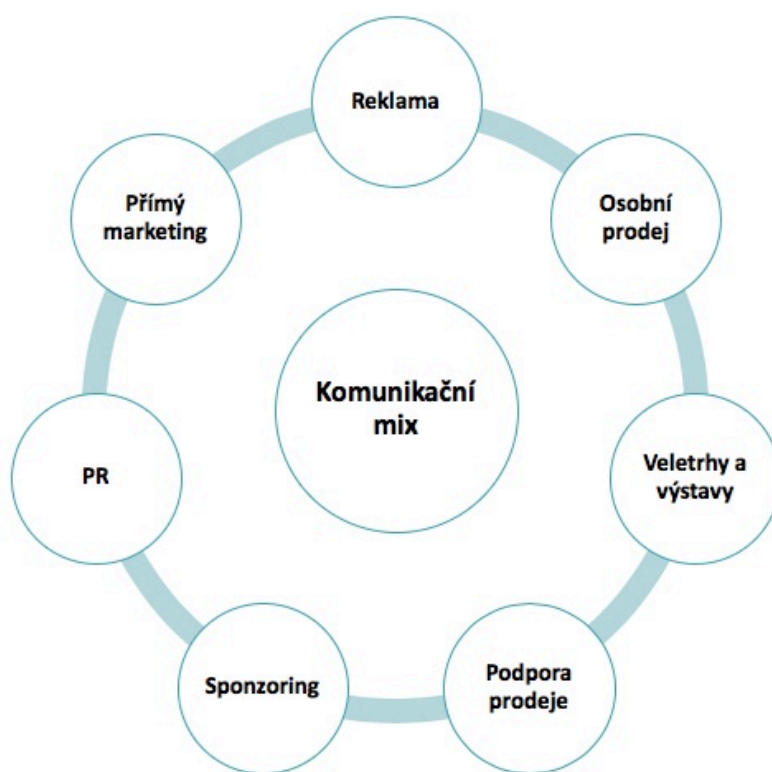 Reklama
Osobní
prodej
Veletrhy a
výstavy
Podpora
prodeje
Sponzoring
PR
Přímý
marketing
Komunikační
mix